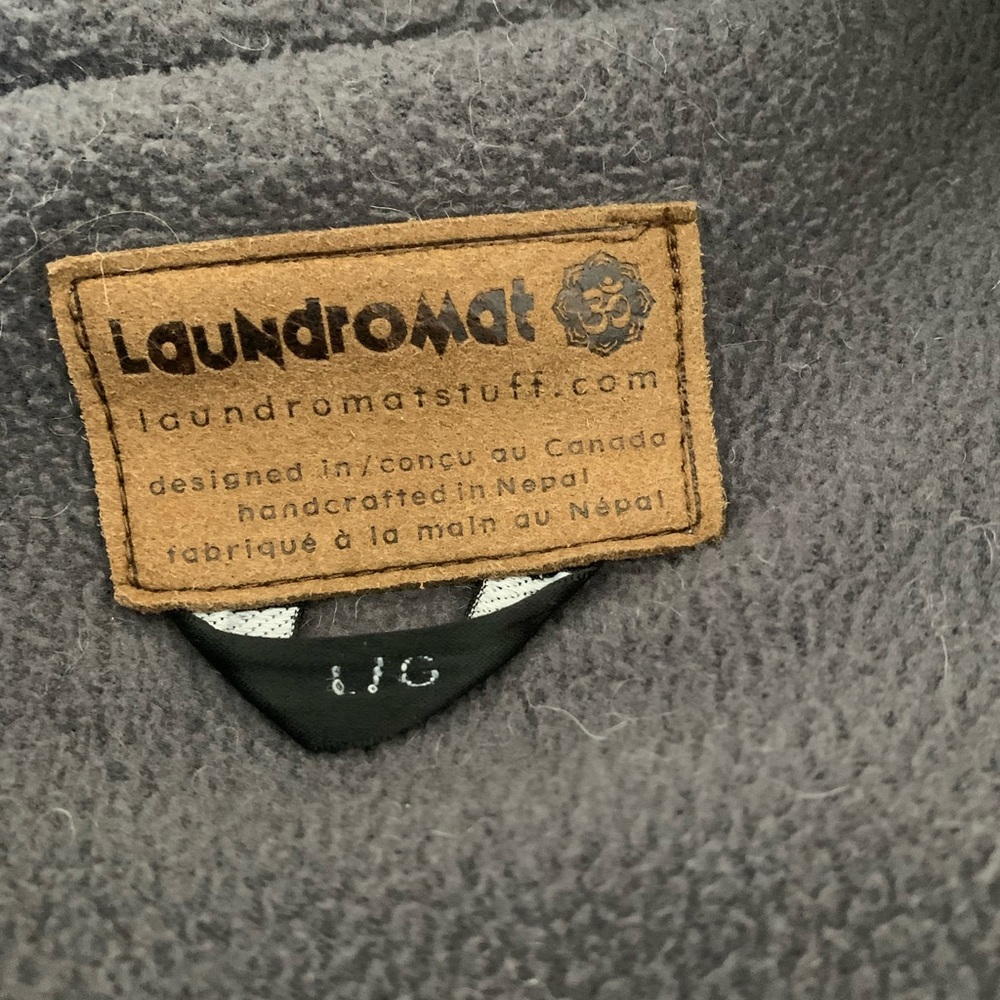 LauNdroMat ॐ
laundromatstuff.com
designed in/conçu au Canada
handcrafted in Nepal
fabriqué à la main au Népal
L/G